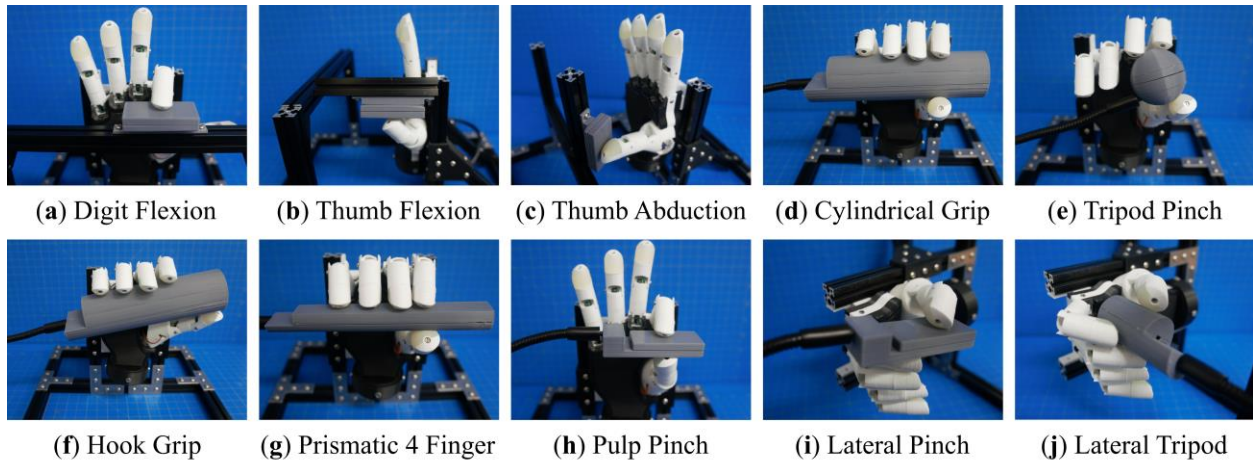 (a) Digit Flexion
(b) Thumb Flexion
(c) Thumb Abduction
(d) Cylindrical Grip
(e) Tripod Pinch
(f) Hook Grip
(g) Prismatic 4 Finger
(h) Pulp Pinch
(i) Lateral Pinch
(j) Lateral Tripod